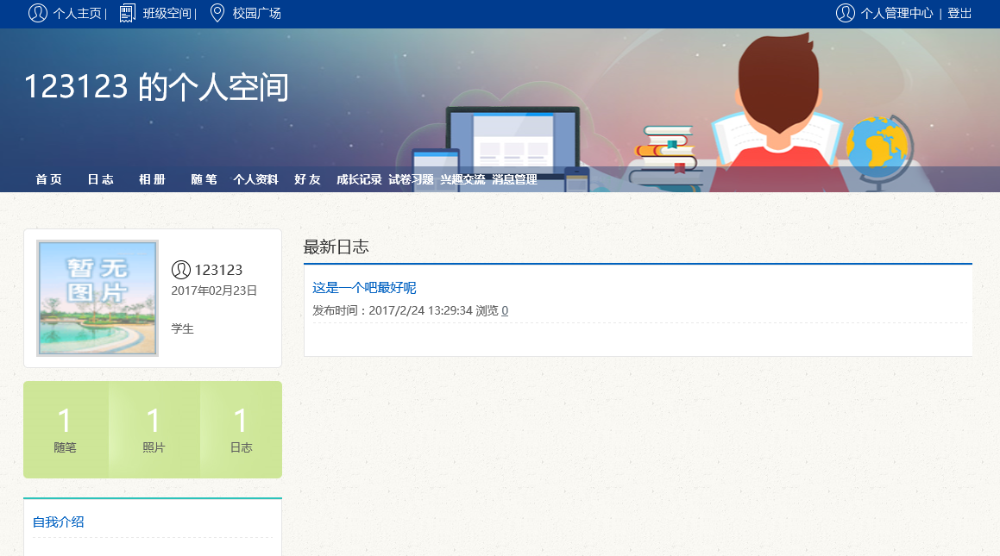 个人主页 | 班级空间 | 校园广场 个人管理中心 | 登出
123123 的个人空间
首 页 日 志 相 册 随 笔 个人资料 好 友 成长记录 试卷习题 兴趣交流 消息管理
暂无
图片
123123
2017年02月23日
学生
1 1 1
随笔 照片 日志
自我介绍
最新日志
这是一个吧最好呢
发布时间：2017/2/24 13:29:34 浏览 0